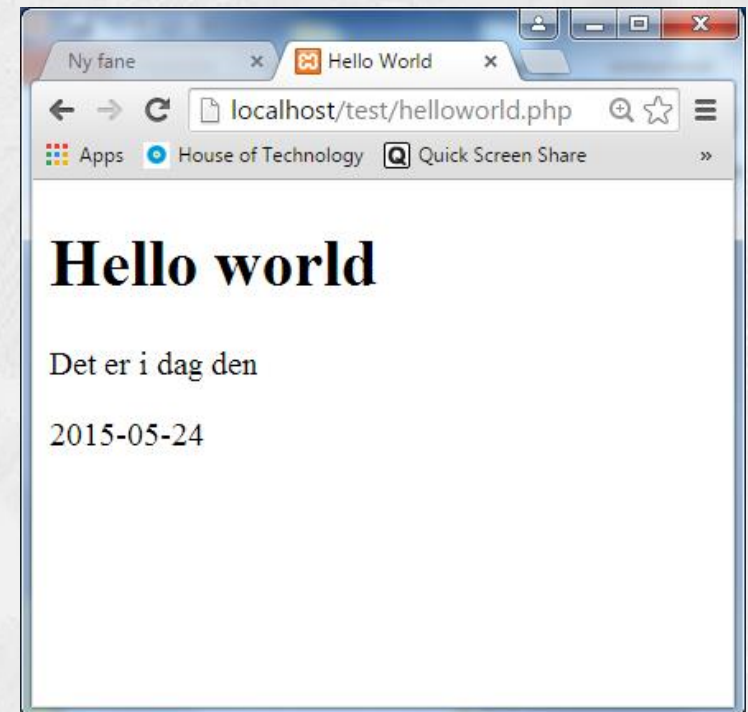 Ny fane
Hello World
localhost/test/helloworld.php
Apps House of Technology Quick Screen Share »
Hello world
Det er i dag den
2015-05-24